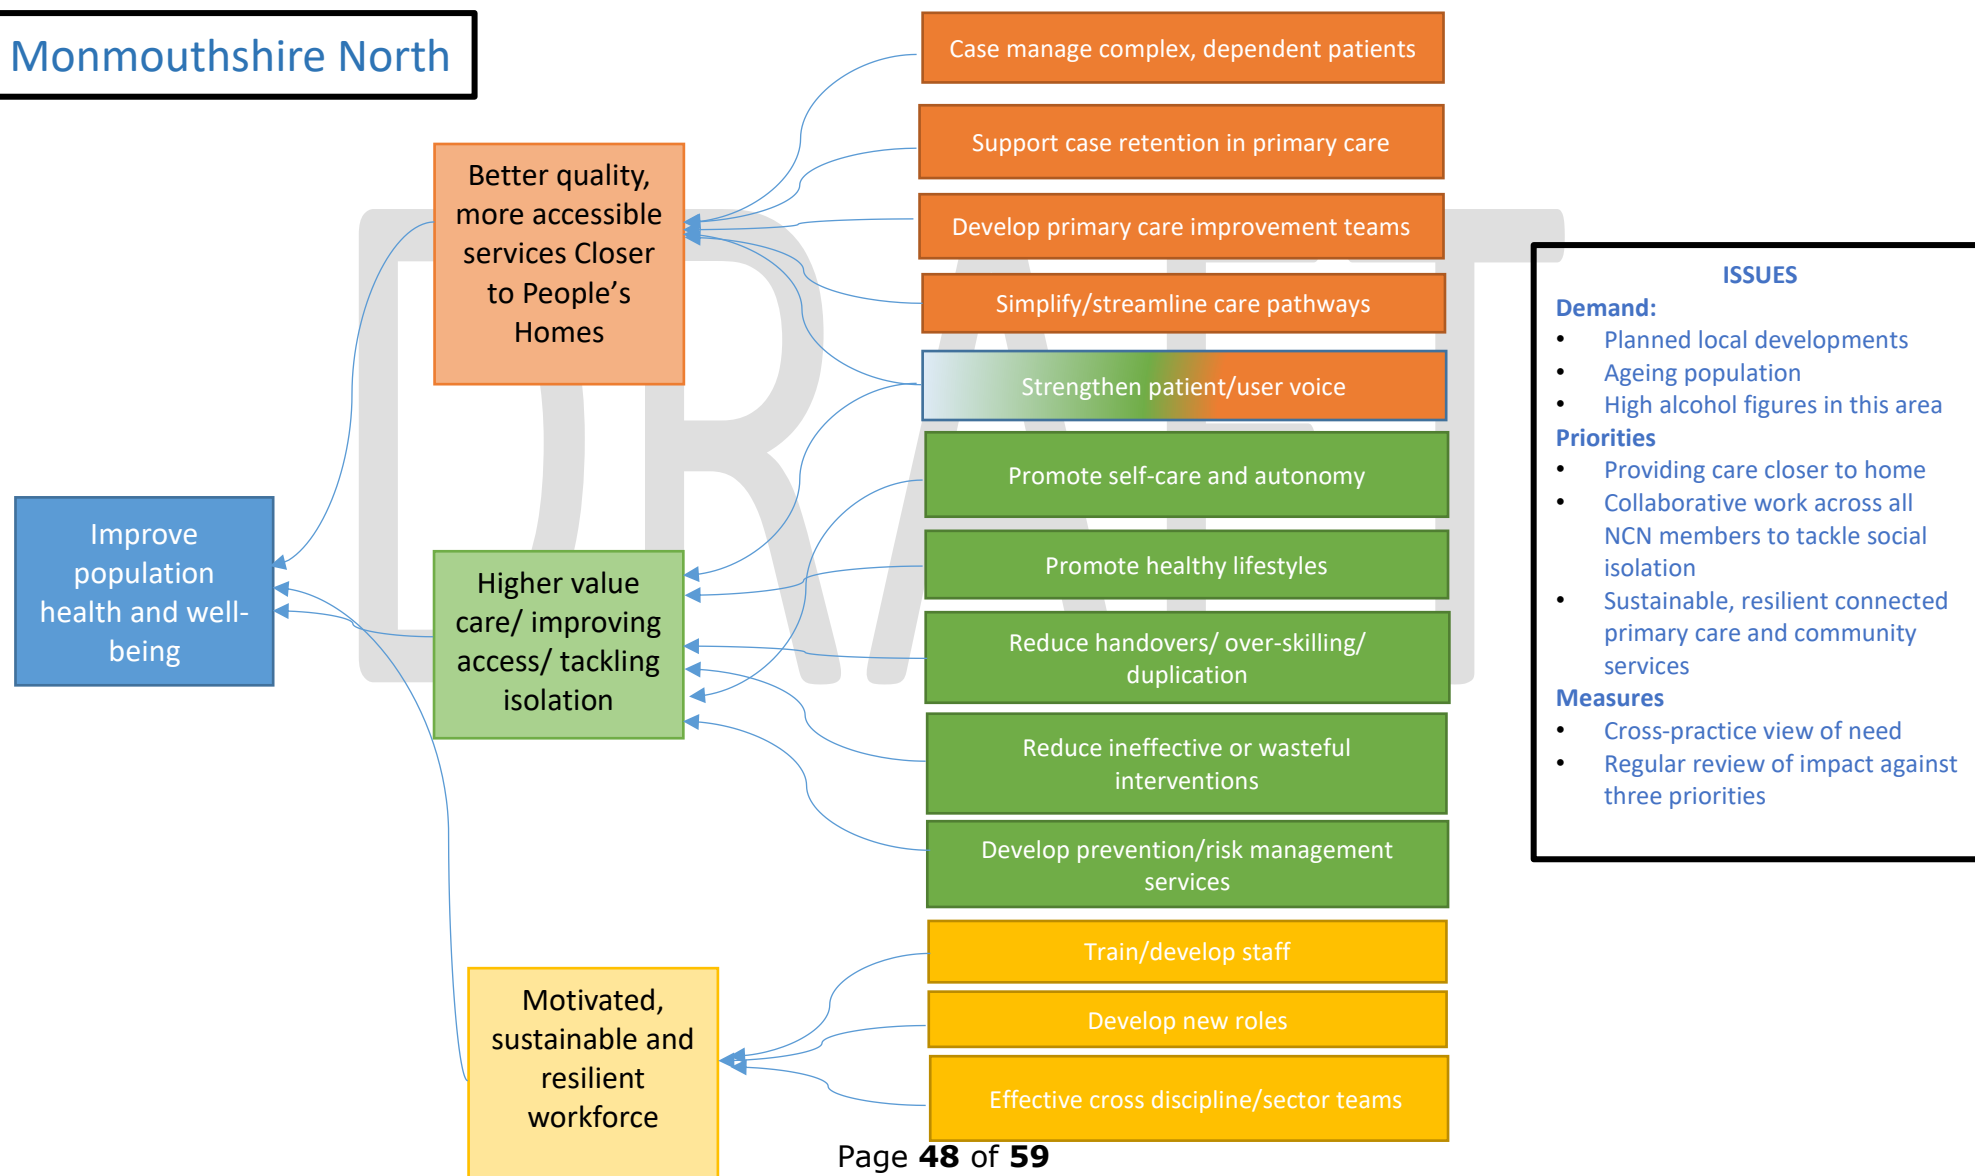 Monmouthshire North
Case manage complex, dependent patients
Support case retention in primary care
Develop primary care improvement teams
Simplify/streamline care pathways
Strengthen patient/user voice
Promote self-care and autonomy
Promote healthy lifestyles
Reduce handovers/ over-skilling/
duplication
Reduce ineffective or wasteful
interventions
Develop prevention/risk management
services
Train/develop staff
Develop new roles
Effective cross discipline/sector teams
Better quality,
more accessible
services Closer
to People’s
Homes
Higher value
care/ improving
access/ tackling
isolation
Motivated,
sustainable and
resilient
workforce
Improve
population
health and well-
being
ISSUES
Demand:
• Planned local developments
• Ageing population
• High alcohol figures in this area
Priorities
• Providing care closer to home
• Collaborative work across all
NCN members to tackle social
isolation
• Sustainable, resilient connected
primary care and community
services
Measures
• Cross-practice view of need
• Regular review of impact against
three priorities
DRAFT
Page 48 of 59